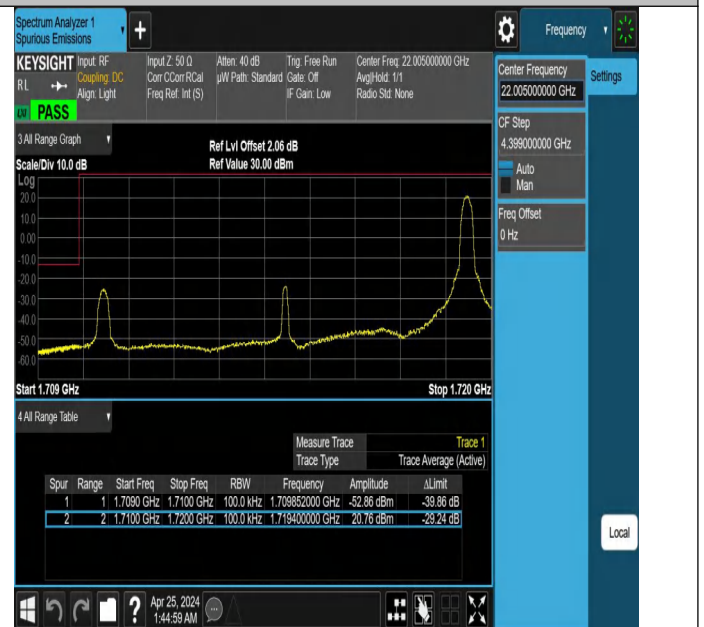 Spectrum Analyzer 1
Spurious Emissions
+
Frequency
KEYSIGHT Input: RF Input Z: 50 Ω Atten: 40 dB Trig: Free Run Center Freq: 22.005000000 GHz
RL Coupling: DC Corr CCorr RCal µW Path: Standard Gate: Off Avg|Hold: 1/1
Align: Light Freq Ref: Int (S) IF Gain: Low Radio Std: None
PASS
Center Frequency
22.005000000 GHz
Settings
CF Step
4.399000000 GHz
Auto
Man
Freq Offset
0 Hz
3 All Range Graph
Ref Lvl Offset 2.06 dB
Scale/Div 10.0 dB Ref Value 30.00 dBm
Log
20.0
10.0
0.00
-10.0
-20.0
-30.0
-40.0
-50.0
-60.0
Start 1.709 GHz Stop 1.720 GHz
4 All Range Table
Measure Trace Trace 1
Trace Type Trace Average (Active)
Spur Range Start Freq Stop Freq RBW Frequency Amplitude ΔLimit
1 1 1.7090 GHz 1.7100 GHz 100.0 kHz 1.709852000 GHz -52.86 dBm -39.86 dB
2 2 1.7100 GHz 1.7200 GHz 100.0 kHz 1.719400000 GHz 20.76 dBm -29.24 dB
Local
?
Apr 25, 2024
1:44:59 AM